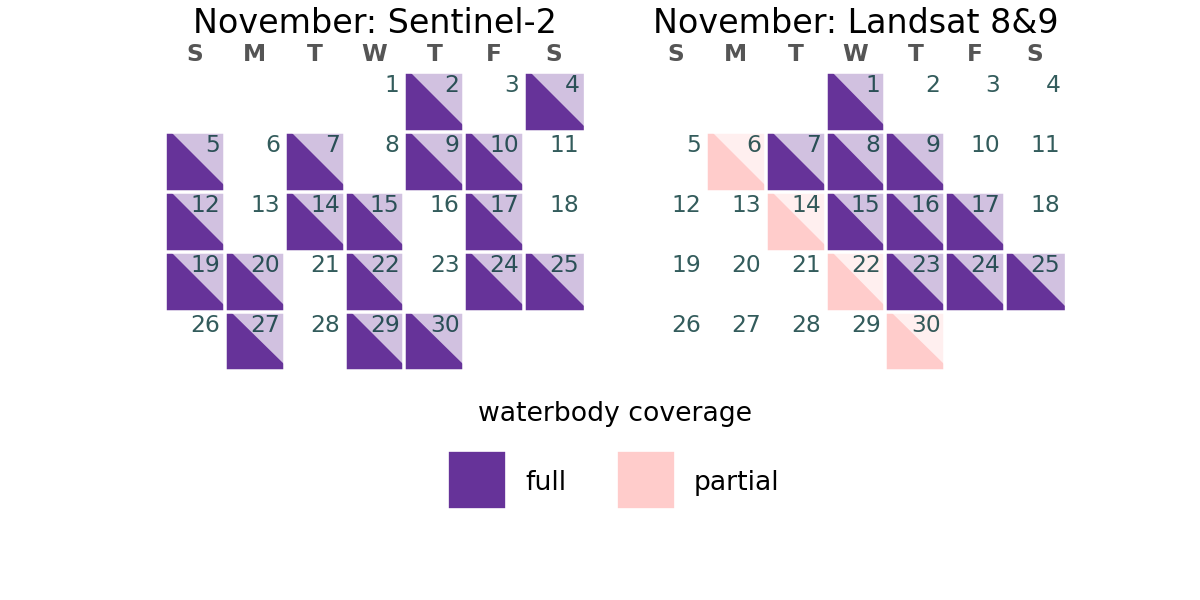 November: Sentinel-2
S M T W T F S
1 2 3 4
5 6 7 8 9 10 11
12 13 14 15 16 17 18
19 20 21 22 23 24 25
26 27 28 29 30
November: Landsat 8&9
S M T W T F S
1 2 3 4
5 6 7 8 9 10 11
12 13 14 15 16 17 18
19 20 21 22 23 24 25
26 27 28 29 30
waterbody coverage
full
partial